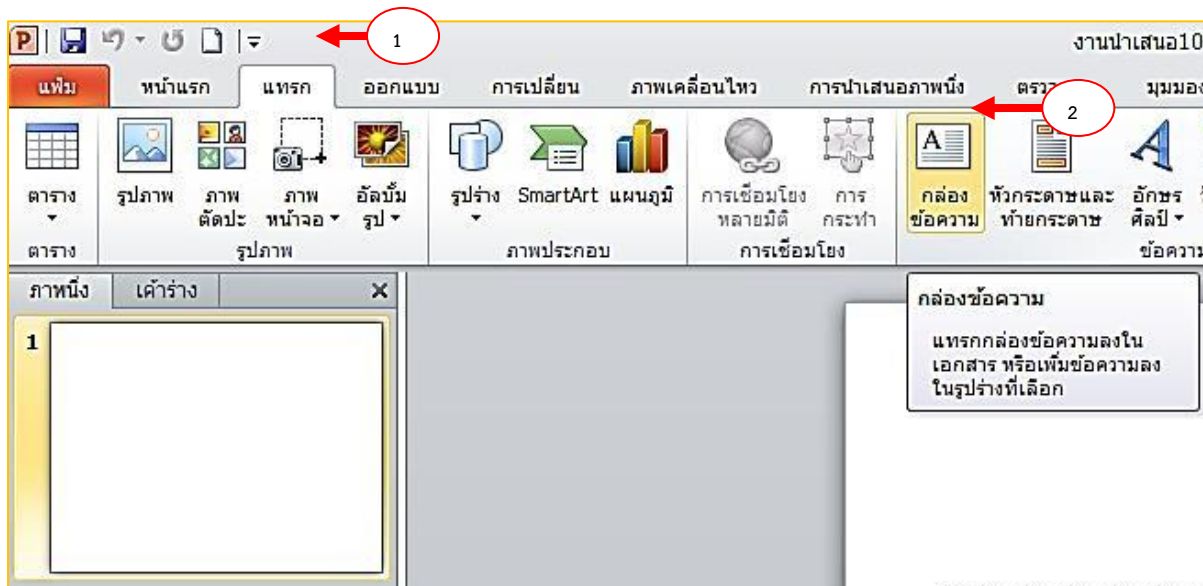 P
1
งานนำเสนอ10
แฟ้ม หน้าแรก แทรก ออกแบบ การเปลี่ยน ภาพเคลื่อนไหว การนำเสนอภาพนิ่ง ตรวจ มุมมอง
2
ตาราง รูปภาพ ภาพ ภาพ อัลบั้ม รูปร่าง SmartArt แผนภูมิ การเชื่อมโยง การ กล่อง หัวกระดาษและ อักษร
ตัดปะ หน้าจอ รูป หลายมิติ กระทำ ข้อความ ท้ายกระดาษ ศิลป์
ตาราง รูปภาพ ภาพประกอบ การเชื่อมโยง ข้อความ
ภาพนิ่ง เค้าร่าง
1
กล่องข้อความ
แทรกกล่องข้อความลงใน
เอกสาร หรือเพิ่มข้อความลง
ในรูปร่างที่เลือก